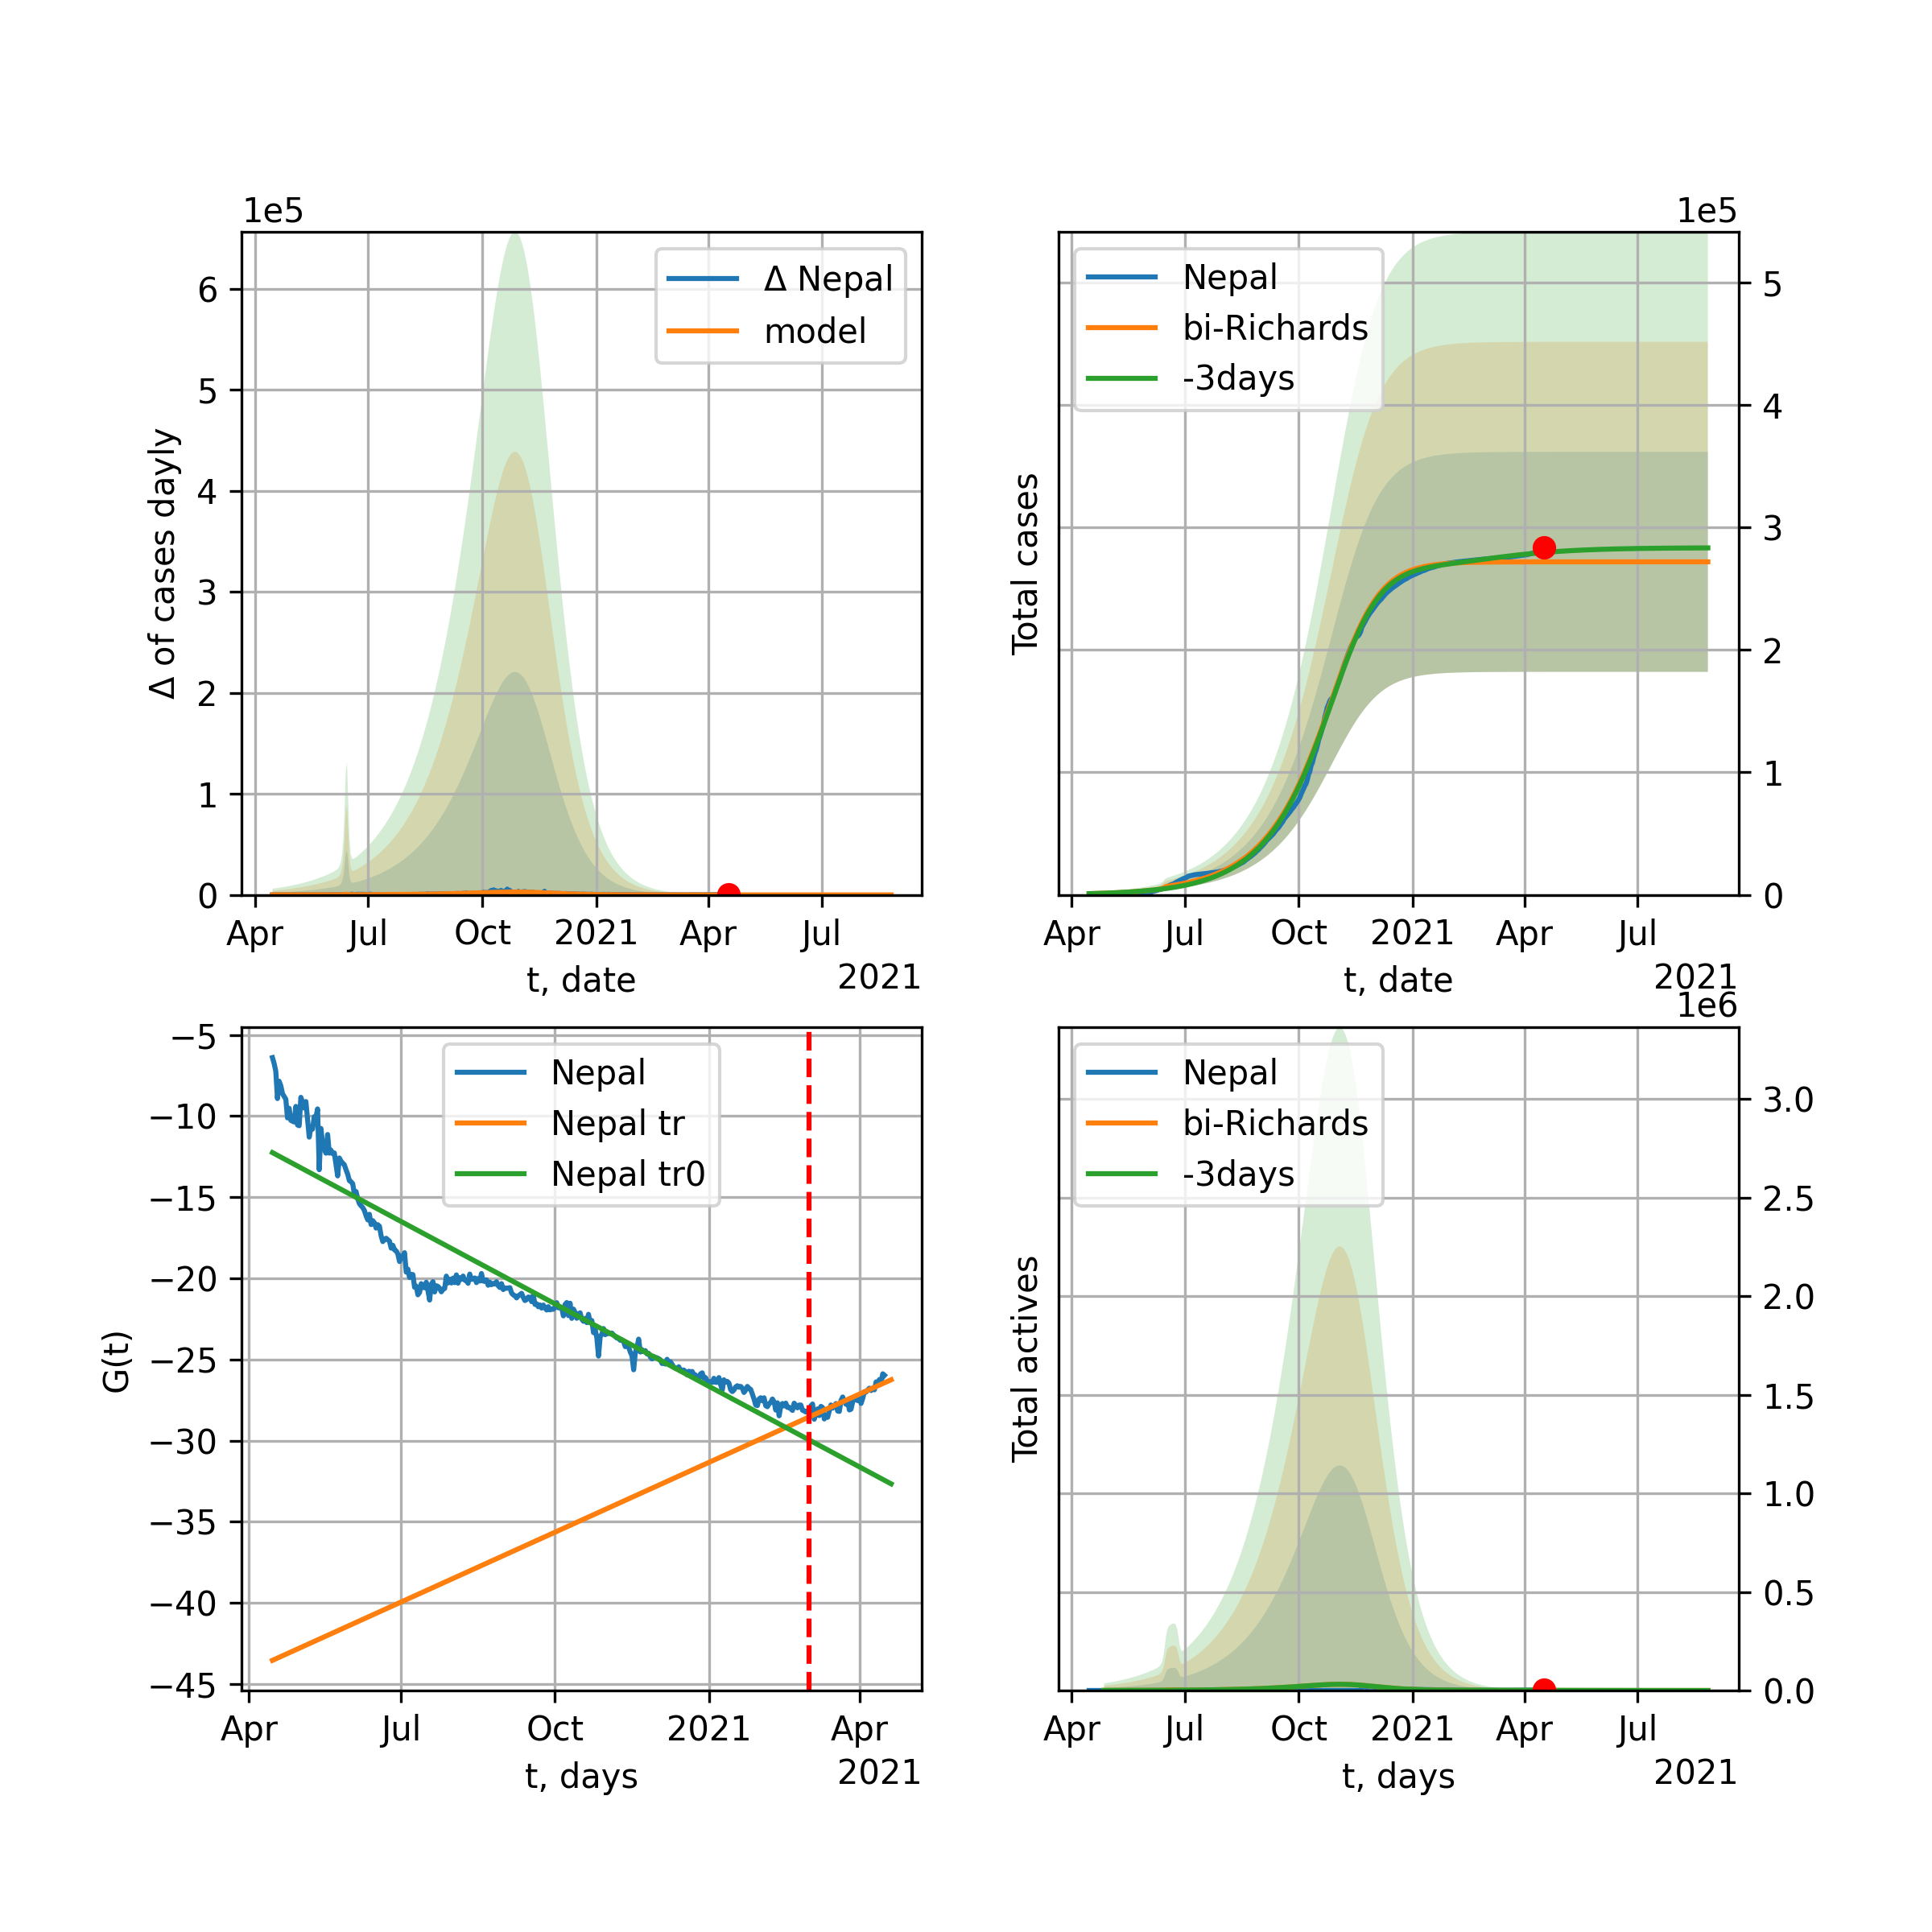 1e5
Δ of cases dayly
6
5
4
3
2
1
0
Δ Nepal
model
Apr
Jul
Oct
2021
Apr
Jul
t, date
2021
1e5
Total cases
Nepal
bi-Richards
-3days
5
4
3
2
1
0
Apr
Jul
Oct
2021
Apr
Jul
t, date
2021
G(t)
−5
−10
−15
−20
−25
−30
−35
−40
−45
Nepal
Nepal tr
Nepal tr0
Apr
Jul
Oct
2021
Apr
t, days
2021
1e6
Total actives
Nepal
bi-Richards
-3days
3.0
2.5
2.0
1.5
1.0
0.5
0.0
Apr
Jul
Oct
2021
Apr
Jul
t, days
2021